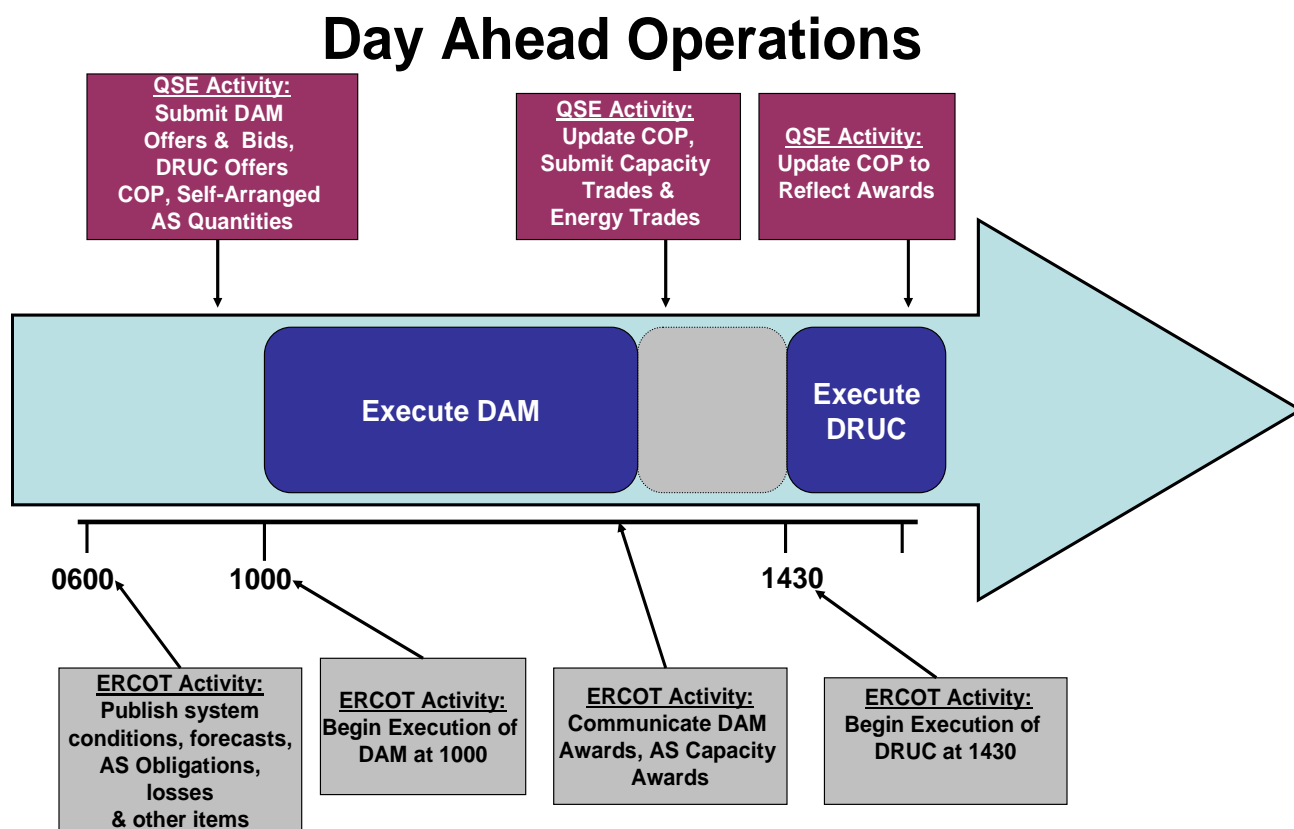 Day Ahead Operations
QSE Activity:
Submit DAM
Offers & Bids,
DRUC Offers
COP, Self-Arranged
AS Quantities
QSE Activity:
Update COP,
Submit Capacity
Trades &
Energy Trades
QSE Activity:
Update COP to
Reflect Awards
Execute DAM
Execute
DRUC
0600
1000
1430
ERCOT Activity:
Publish system
conditions, forecasts,
AS Obligations,
losses
& other items
ERCOT Activity:
Begin Execution of
DAM at 1000
ERCOT Activity:
Communicate DAM
Awards, AS Capacity
Awards
ERCOT Activity:
Begin Execution of
DRUC at 1430